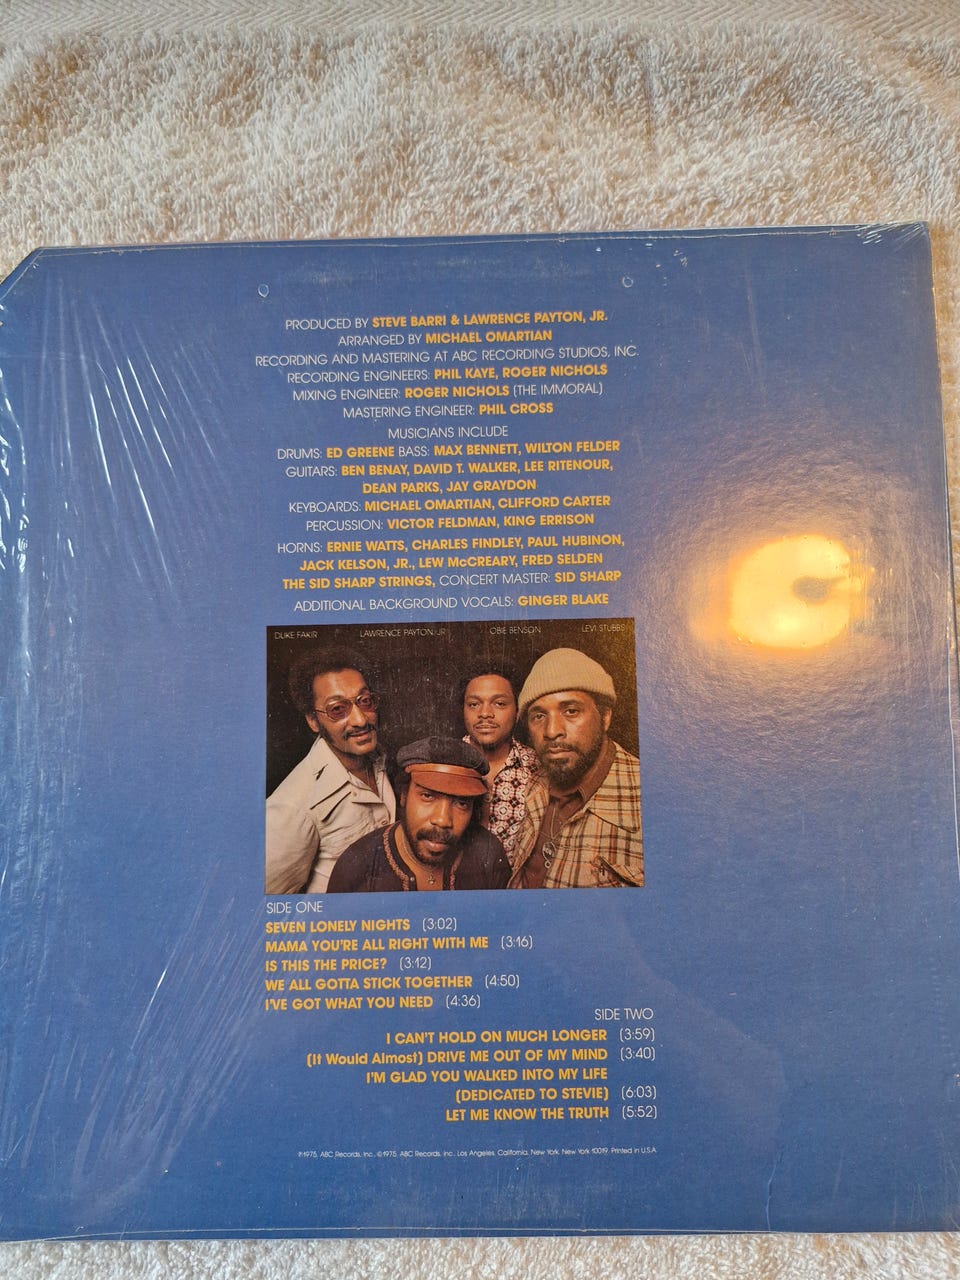 PRODUCED BY STEVE BARRI & LAWRENCE PAYTON, JR.
ARRANGED BY MICHAEL OMARTIAN
RECORDING AND MASTERING AT ABC RECORDING STUDIOS, INC.
RECORDING ENGINEERS: PHIL KAYE, ROGER NICHOLS
MIXING ENGINEER: ROGER NICHOLS (THE IMMORAL)
MASTERING ENGINEER: PHIL CROSS
MUSICIANS INCLUDE
DRUMS: ED GREENE BASS: MAX BENNETT, WILTON FELDER
GUITARS: BEN BENAY, DAVID T. WALKER, LEE RITENOUR,
DEAN PARKS, JAY GRAYDON
KEYBOARDS: MICHAEL OMARTIAN, CLIFFORD CARTER
PERCUSSION: VICTOR FELDMAN, KING ERRISON
HORNS: ERNIE WATTS, CHARLES FINDLEY, PAUL HUBINON,
JACK KELSON, JR., LEW McCREARY, FRED SELDEN
THE SID SHARP STRINGS, CONCERT MASTER: SID SHARP
ADDITIONAL BACKGROUND VOCALS: GINGER BLAKE
DUKE FAKIR LAWRENCE PAYTON, JR. OBIE BENSON LEVI STUBBS
SIDE ONE
SEVEN LONELY NIGHTS (3:02)
MAMA YOU'RE ALL RIGHT WITH ME (3:16)
IS THIS THE PRICE? (3:12)
WE ALL GOTTA STICK TOGETHER (4:50)
I'VE GOT WHAT YOU NEED (4:36)
SIDE TWO
I CAN'T HOLD ON MUCH LONGER (3:59)
(It Would Almost) DRIVE ME OUT OF MY MIND (3:40)
I'M GLAD YOU WALKED INTO MY LIFE
(DEDICATED TO STEVIE) (6:03)
LET ME KNOW THE TRUTH (5:52)
℗1975, ABC Records, Inc., ©1975, ABC Records, Inc., Los Angeles, California, New York, New York 10019. Printed in U.S.A.